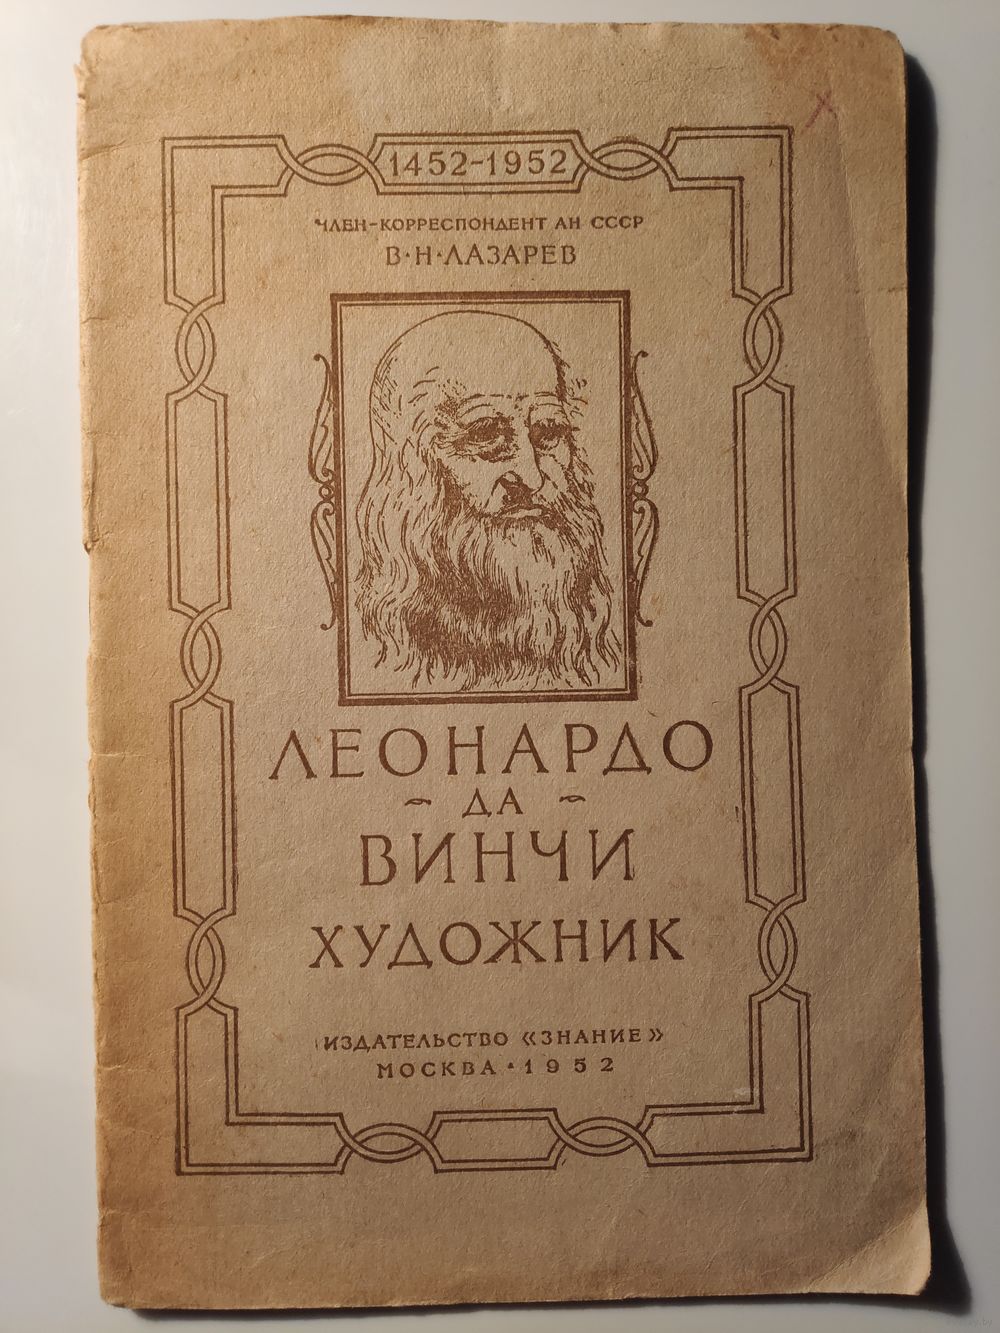 1452-1952
ЧЛЕН-КОРРЕСПОНДЕНТ АН СССР
В·Н·ЛАЗАРЕВ
ЛЕОНАРДО
~ ДА ~
ВИНЧИ
ХУДОЖНИК
ИЗДАТЕЛЬСТВО «ЗНАНИЕ»
МОСКВА · 1952